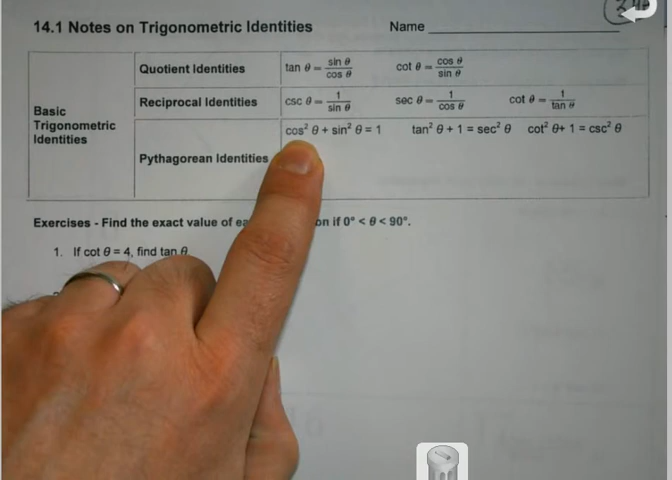 14.1 Notes on Trigonometric Identities Name
Basic Trigonometric Identities
Quotient Identities tan θ = sin θ / cos θ cot θ = cos θ / sin θ
Reciprocal Identities csc θ = 1 / sin θ sec θ = 1 / cos θ cot θ = 1 / tan θ
Pythagorean Identities cos² θ + sin² θ = 1 tan² θ + 1 = sec² θ cot² θ + 1 = csc² θ
Exercises - Find the exact value of on if 0° < θ < 90°.
1. If cot θ = 4, find tan θ